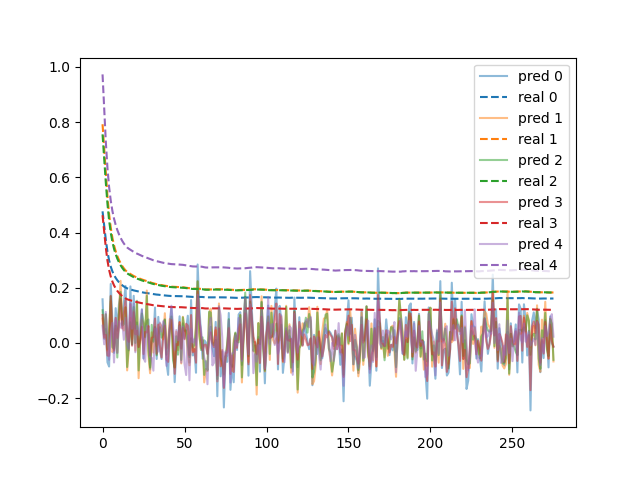 1.0
0.8
0.6
0.4
0.2
0.0
−0.2
0
50
100
150
200
250
pred 0
real 0
pred 1
real 1
pred 2
real 2
pred 3
real 3
pred 4
real 4